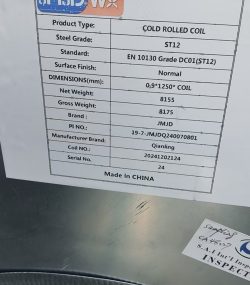 Product Type: COLD ROLLED COIL
Steel Grade: ST12
Standard: EN 10130 Grade DC01(ST12)
Surface Finish: Normal
DIMENSIONS(mm): 0,9*1250* COIL
Net Weight: 8155
Gross Weight: 8175
Brand : JMJD
PI NO.: 19-7-JMJDQ240070801
Manufacturer Brand: Qianling
Coil NO.: 20241202124
Serial No. 24
Made In CHINA
S.A.I Int'l Inspect
INSPECT